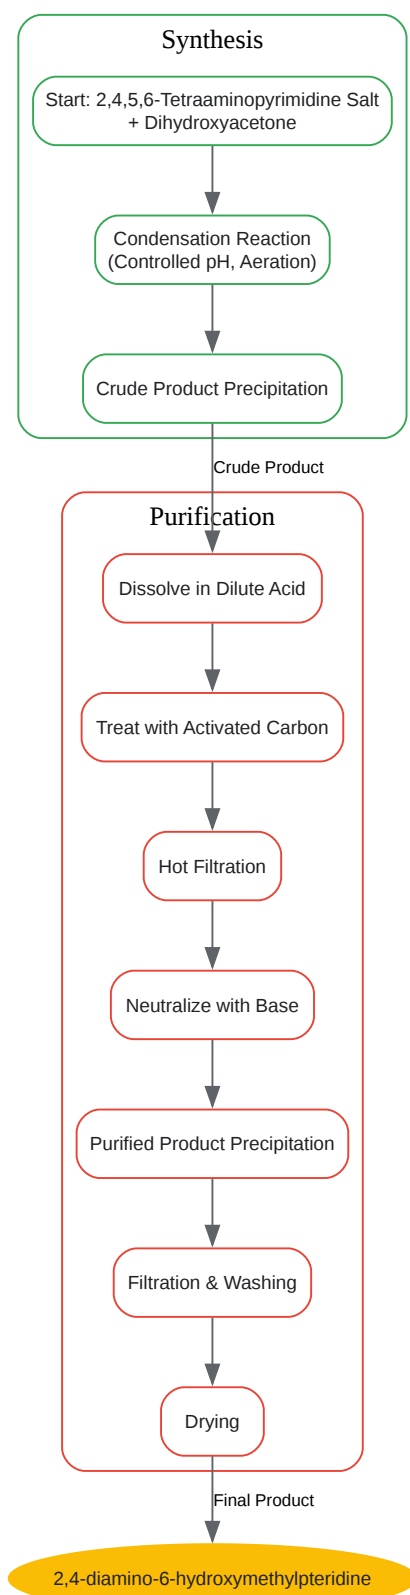 Synthesis
Start: 2,4,5,6-Tetraaminopyrimidine Salt
+ Dihydroxyacetone
Condensation Reaction
(Controlled pH, Aeration)
Crude Product Precipitation
Crude Product
Purification
Dissolve in Dilute Acid
Treat with Activated Carbon
Hot Filtration
Neutralize with Base
Purified Product Precipitation
Filtration & Washing
Drying
Final Product
2,4-diamino-6-hydroxymethylpteridine